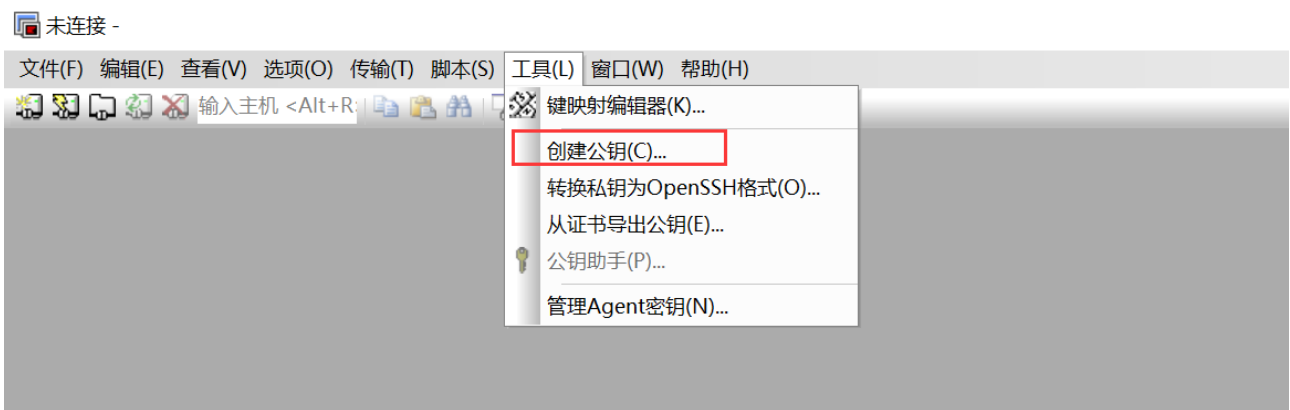 未连接 -
文件(F) 编辑(E) 查看(V) 选项(O) 传输(T) 脚本(S) 工具(L) 窗口(W) 帮助(H)
输入主机 <Alt+R
键映射编辑器(K)...
创建公钥(C)...
转换私钥为OpenSSH格式(O)...
从证书导出公钥(E)...
公钥助手(P)...
管理Agent密钥(N)...